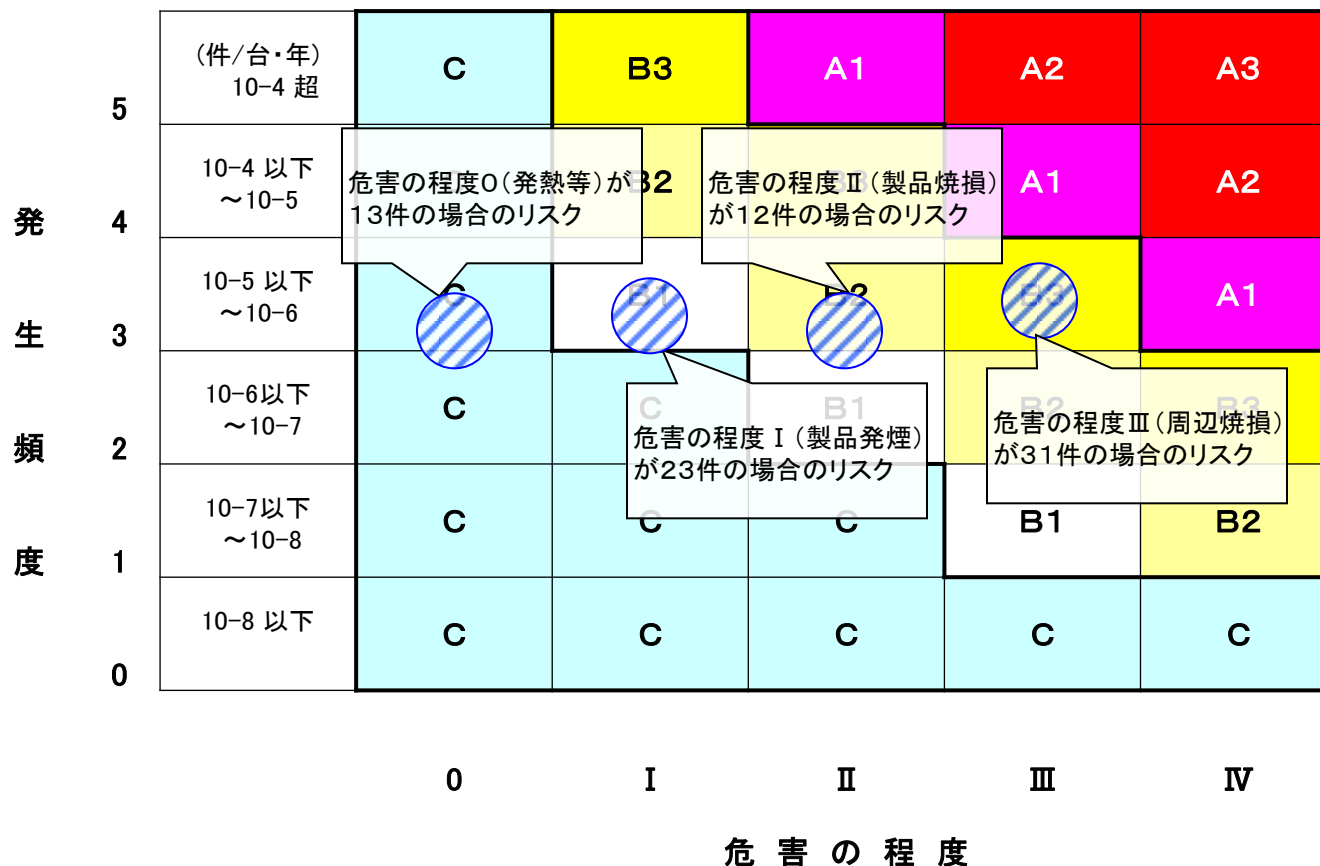 (件/台・年)
10-4 超
C
B3
A1
A2
A3
5
10-4 以下
~10-5
危害の程度0(発熱等)が
13件の場合のリスク
B2
危害の程度Ⅱ(製品焼損)
が12件の場合のリスク
B3
A1
A2
4
10-5 以下
~10-6
C
B1
B2
B3
A1
3
10-6以下
~10-7
C
C
B1
B2
B3
危害の程度Ⅰ(製品発煙)
が23件の場合のリスク
危害の程度Ⅲ(周辺焼損)
が31件の場合のリスク
2
10-7以下
~10-8
C
C
C
B1
B2
1
10-8 以下
C
C
C
C
C
0
発生頻度
0
Ⅰ
Ⅱ
Ⅲ
Ⅳ
危害の程度